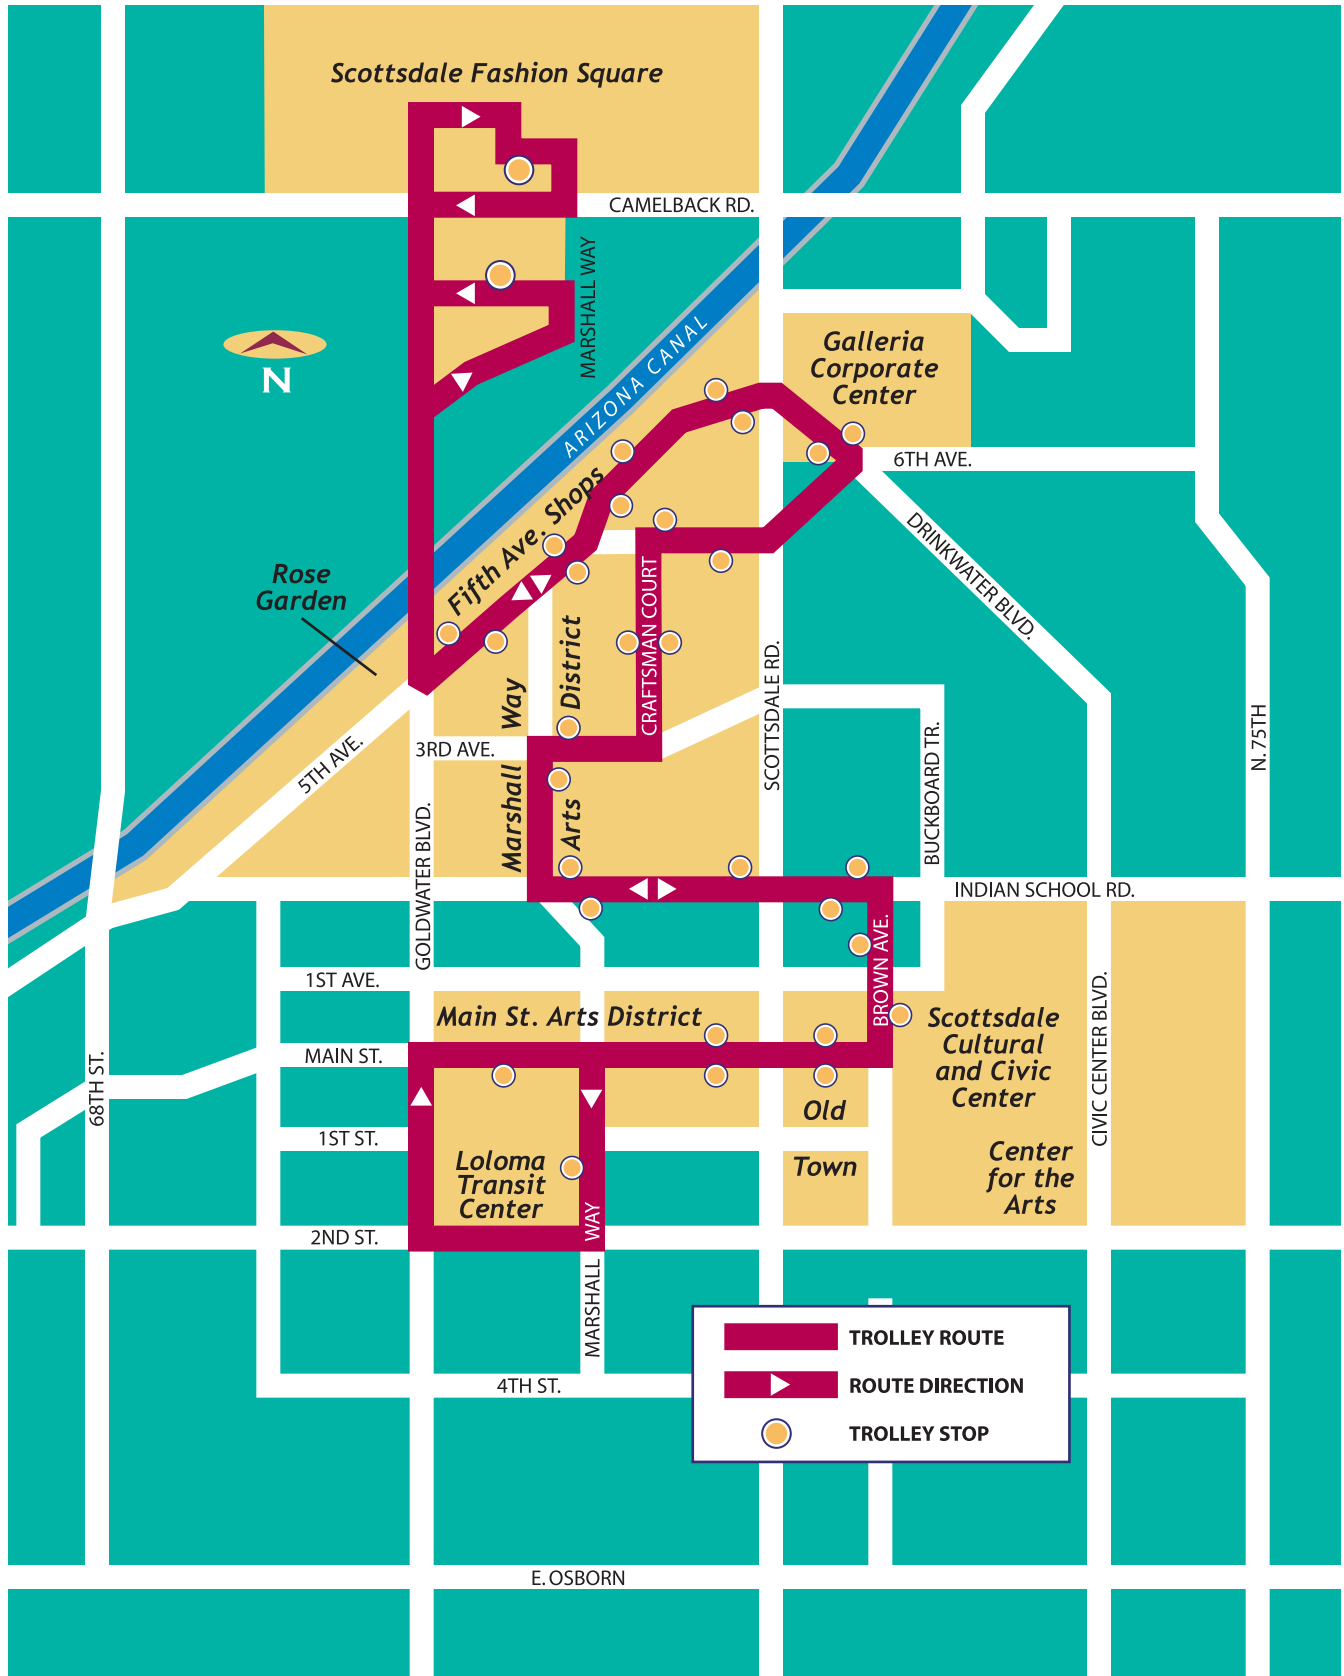 Scottsdale Fashion Square
CAMELBACK RD.
MARSHALL WAY
ARIZONA CANAL
N
Galleria
Corporate
Center
6TH AVE.
Fifth Ave. Shops
DRINKWATER BLVD.
Rose
Garden
CRAFTSMAN COURT
Marshall Way
Arts District
SCOTTSDALE RD.
3RD AVE.
5TH AVE.
GOLDWATER BLVD.
BUCKBOARD TR.
N. 75TH
INDIAN SCHOOL RD.
BROWN AVE.
1ST AVE.
Main St. Arts District
Scottsdale
Cultural
and Civic
Center
CIVIC CENTER BLVD.
MAIN ST.
68TH ST.
Old
Town
1ST ST.
Loloma
Transit
Center
Center
for the
Arts
2ND ST.
MARSHALL WAY
4TH ST.
TROLLEY ROUTE
ROUTE DIRECTION
TROLLEY STOP
E. OSBORN